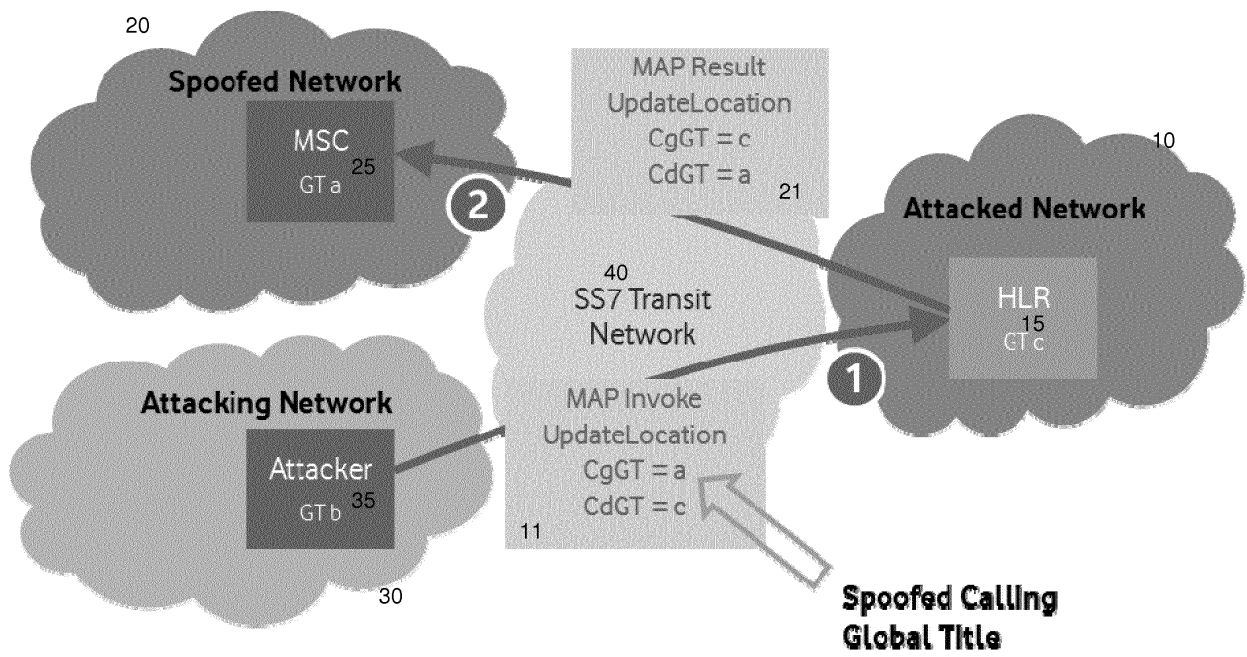 20
Spoofed Network
MSC
25
GT a
2
MAP Result
UpdateLocation
CgGT = c
CdGT = a
21
10
Attacked Network
HLR
15
GT c
40
SS7 Transit
Network
1
Attacking Network
Attacker
35
GT b
30
MAP Invoke
UpdateLocation
CgGT = a
CdGT = c
11
Spoofed Calling
Global Title